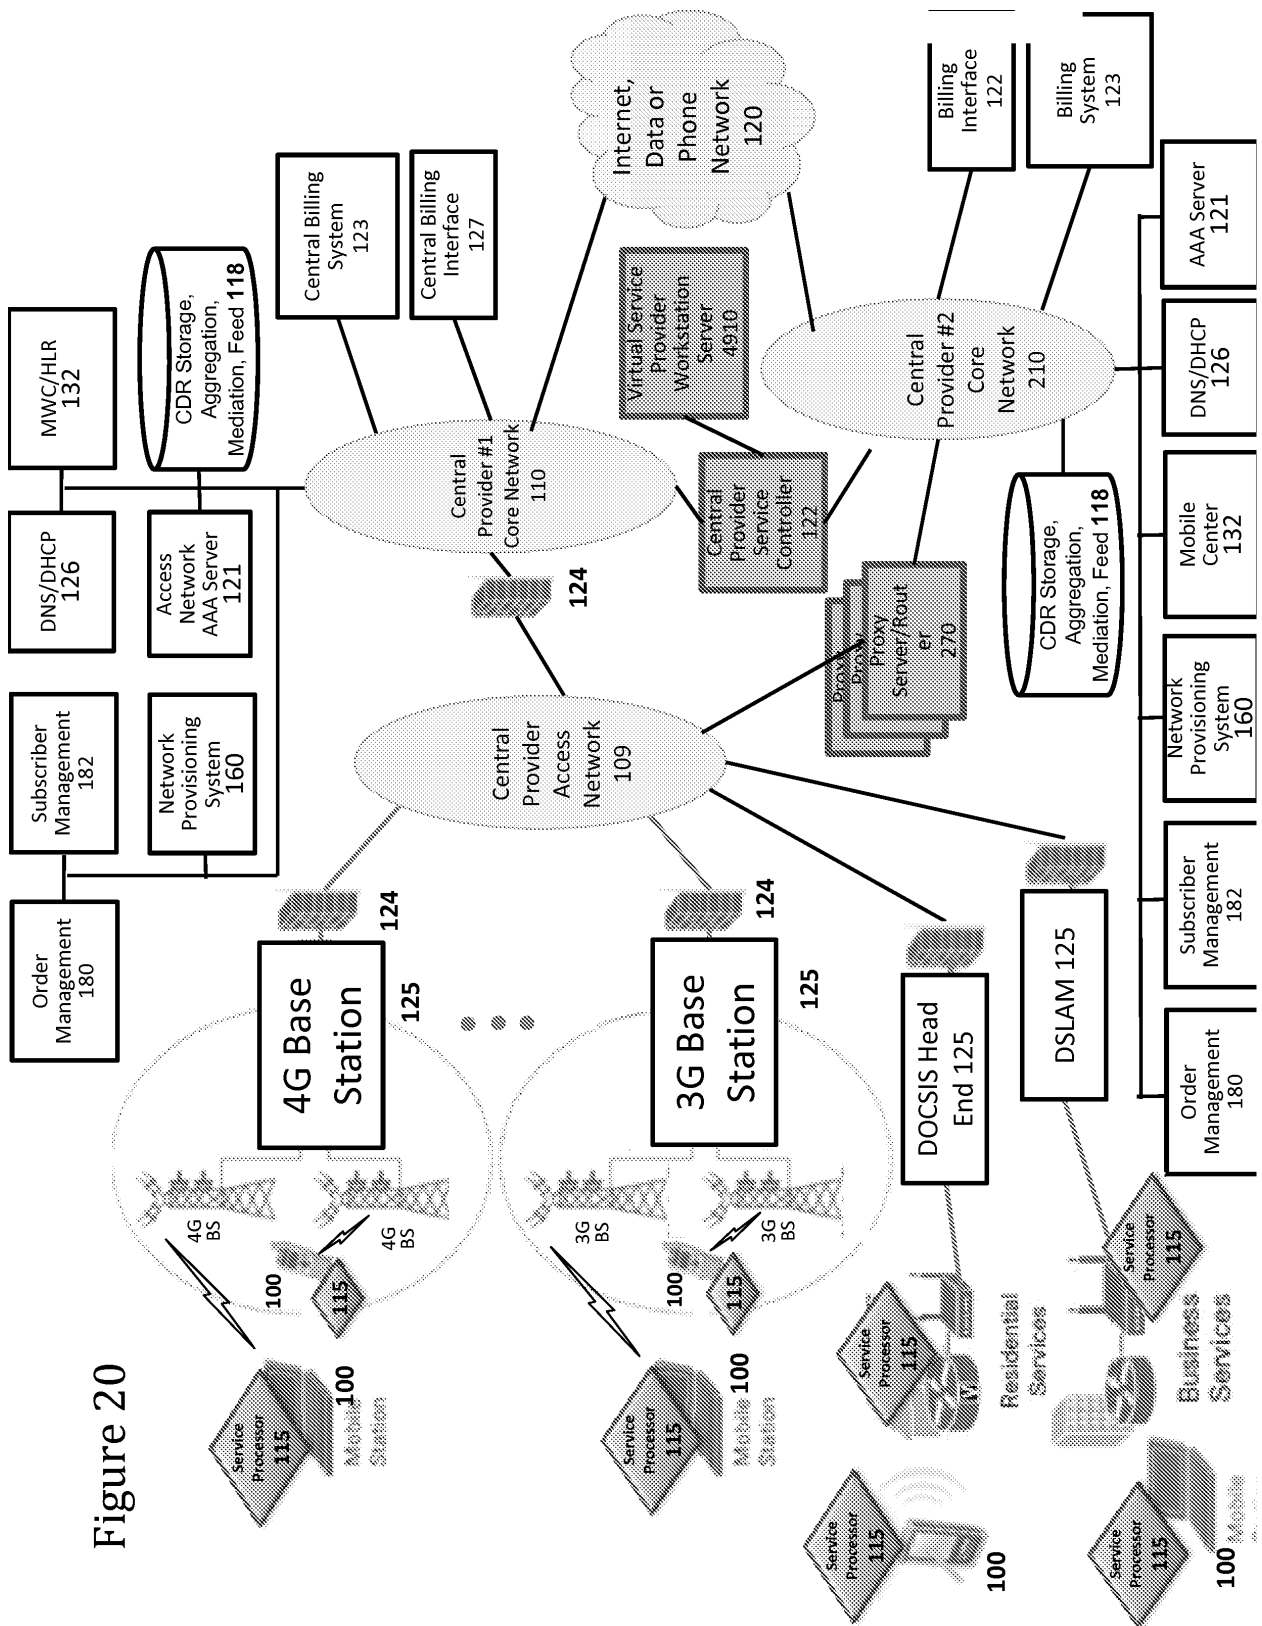 Figure 20
Order
Management
180
Subscriber
Management
182
DNS/DHCP
126
MWC/HLR
132
Network
Provisioning
System
160
Access
Network
AAA Server
121
CDR Storage,
Aggregation,
Mediation, Feed 118
Central Billing
System
123
Central Billing
Interface
127
Service
Processor
115
100
Mobile
Station
100
115
4G
BS
4G
BS
4G Base
Station
125
124
Service
Processor
115
100
Mobile
Station
100
115
3G
BS
3G
BS
3G Base
Station
125
124
Central
Provider
Access
Network
109
124
Central
Provider #1
Core Network
110
Internet,
Data or
Phone
Network
120
Virtual Service
Provider
Workstation
Server
4910
Central
Provider
Service
Controller
122
Proxy
Server/Rout
er
270
Central
Provider #2
Core
Network
210
Billing
Interface
122
Billing
System
123
Service
Processor
115
100
Service
Processor
115
Residential
Services
DOCSIS Head
End 125
DSLAM 125
CDR Storage,
Aggregation,
Mediation, Feed 118
Service
Processor
115
100
Mobile
Service
Processor
115
Business
Services
Order
Management
180
Subscriber
Management
182
Network
Provisioning
System
160
Mobile
Center
132
DNS/DHCP
126
AAA Server
121